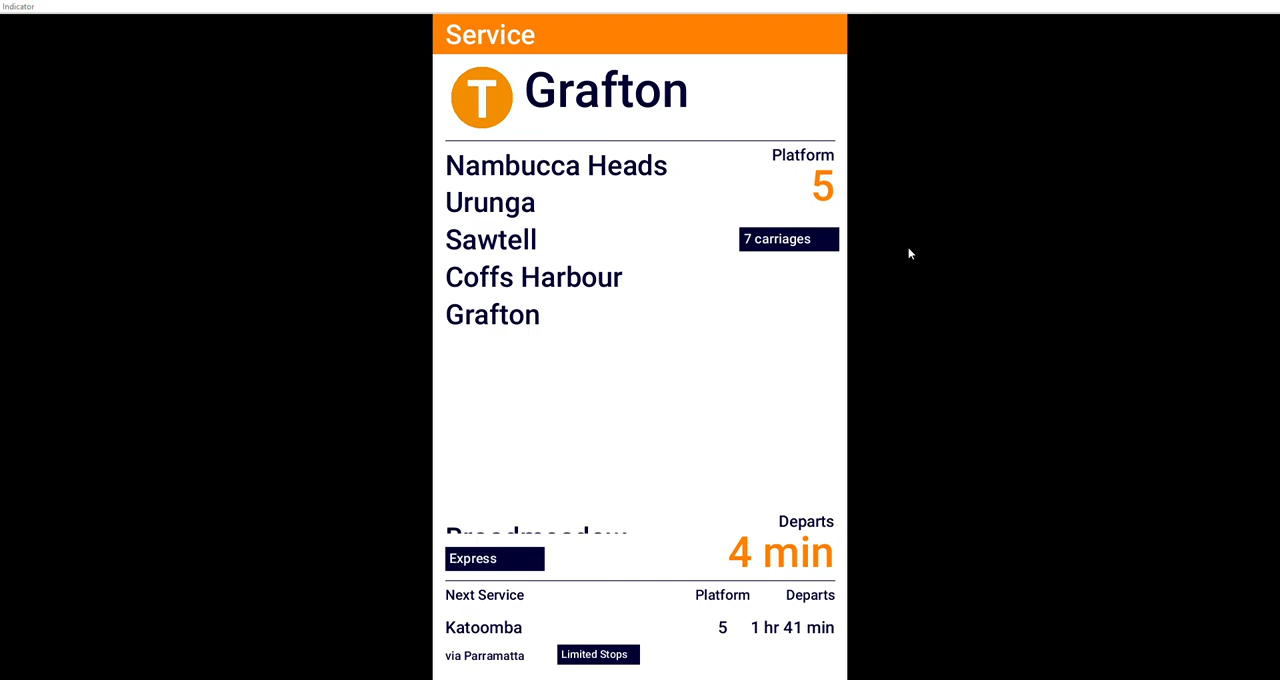 Indicator
Service
T Grafton
Platform
Nambucca Heads
5
Urunga
Sawtell
7 carriages
Coffs Harbour
Grafton
Departs
Broadmeadow
4 min
Express
Next Service Platform Departs
Katoomba 5 1 hr 41 min
via Parramatta Limited Stops